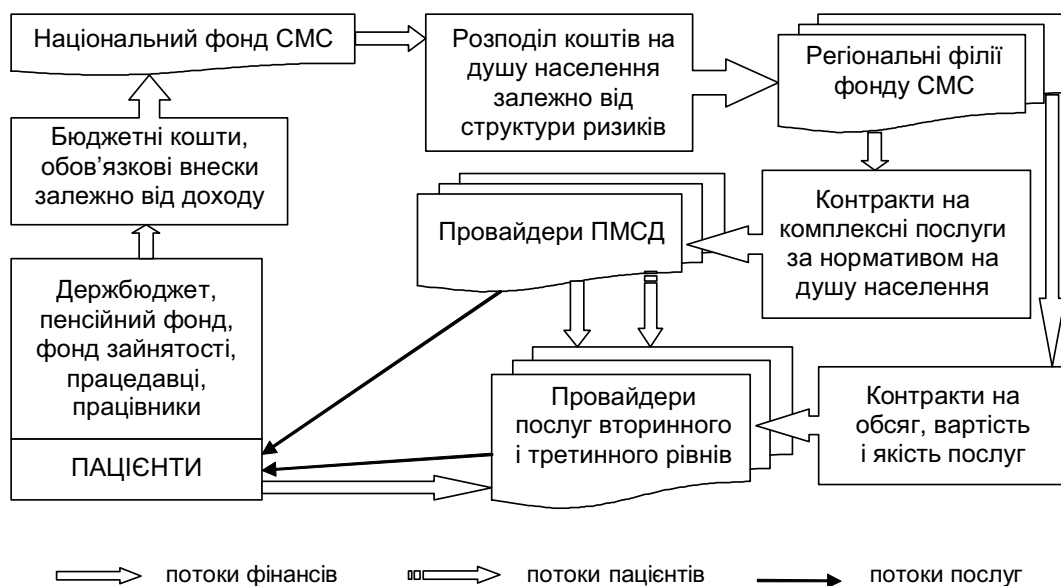 Національний фонд СМС
Розподіл коштів на
душу населення
залежно від
структури ризиків
Регіональні філії
фонду СМС
Бюджетні кошти,
обов’язкові внески
залежно від доходу
Провайдери ПМСД
Контракти на
комплексні послуги
за нормативом на
душу населення
Держбюджет,
пенсійний фонд,
фонд зайнятості,
працедавці,
працівники
ПАЦІЄНТИ
Провайдери
послуг вторинного
і третинного рівнів
Контракти на
обсяг, вартість
і якість послуг
потоки фінансів
потоки пацієнтів
потоки послуг